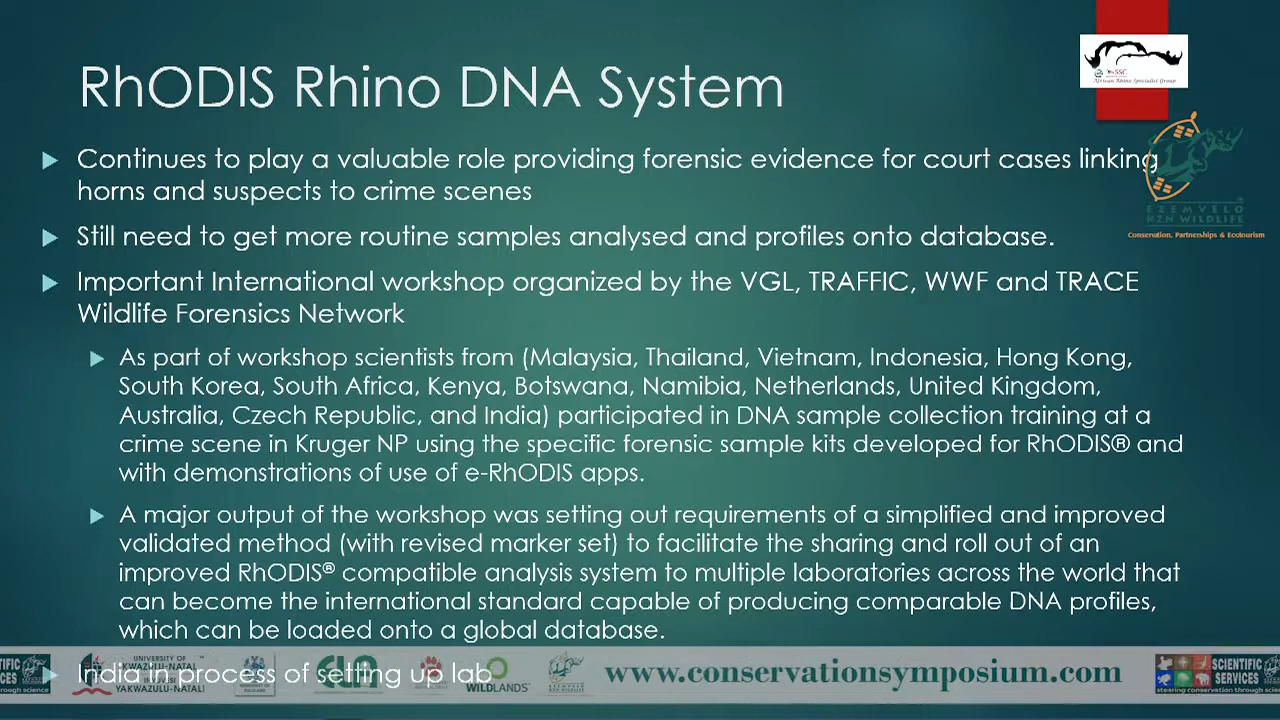 RhODIS Rhino DNA System
SSC
African Rhino Specialist Group
Continues to play a valuable role providing forensic evidence for court cases linking
horns and suspects to crime scenes
EZEMVELO
KZN WILDLIFE
Conservation, Partnerships & Ecotourism
Still need to get more routine samples analysed and profiles onto database.
Important International workshop organized by the VGL, TRAFFIC, WWF and TRACE
Wildlife Forensics Network
As part of workshop scientists from (Malaysia, Thailand, Vietnam, Indonesia, Hong Kong,
South Korea, South Africa, Kenya, Botswana, Namibia, Netherlands, United Kingdom,
Australia, Czech Republic, and India) participated in DNA sample collection training at a
crime scene in Kruger NP using the specific forensic sample kits developed for RhODIS® and
with demonstrations of use of e-RhODIS apps.
A major output of the workshop was setting out requirements of a simplified and improved
validated method (with revised marker set) to facilitate the sharing and roll out of an
improved RhODIS® compatible analysis system to multiple laboratories across the world that
can become the international standard capable of producing comparable DNA profiles,
which can be loaded onto a global database.
India in process of setting up lab
UNIVERSITY OF
KWAZULU-NATAL
YAKWAZULU-NATALI
WILDLANDS
www.conservationsymposium.com
SCIENTIFIC
SERVICES
steering conservation through scie